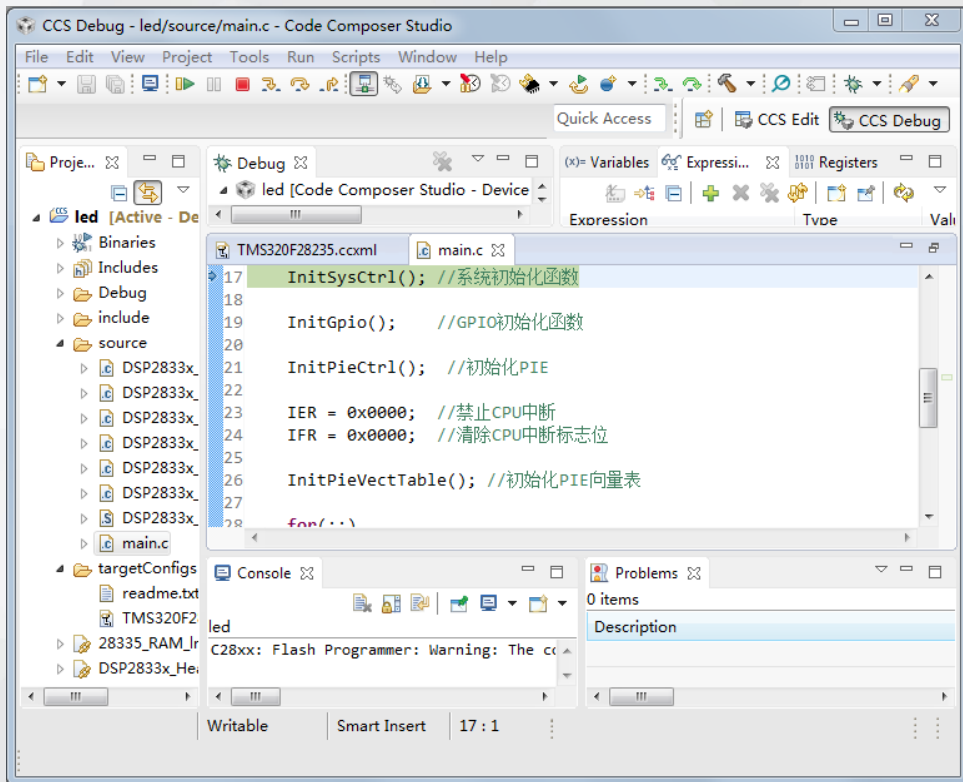 CCS Debug - led/source/main.c - Code Composer Studio
File Edit View Project Tools Run Scripts Window Help
Quick Access
CCS Edit
CCS Debug
Proje...
led [Active - De
Binaries
Includes
Debug
include
source
DSP2833x_
DSP2833x_
DSP2833x_
DSP2833x_
DSP2833x_
DSP2833x_
DSP2833x_
main.c
targetConfigs
readme.txt
TMS320F2
28335_RAM_lr
DSP2833x_He
Debug
led [Code Composer Studio - Device
(x)= Variables
Expressi...
1010 0101 Registers
Expression Type Valu
TMS320F28235.ccxml
main.c
17 InitSysCtrl(); //系统初始化函数
18
19 InitGpio(); //GPIO初始化函数
20
21 InitPieCtrl(); //初始化PIE
22
23 IER = 0x0000; //禁止CPU中断
24 IFR = 0x0000; //清除CPU中断标志位
25
26 InitPieVectTable(); //初始化PIE向量表
27
28 for(;;)
Console
led
C28xx: Flash Programmer: Warning: The co
Problems
0 items
Description
Writable Smart Insert 17 : 1